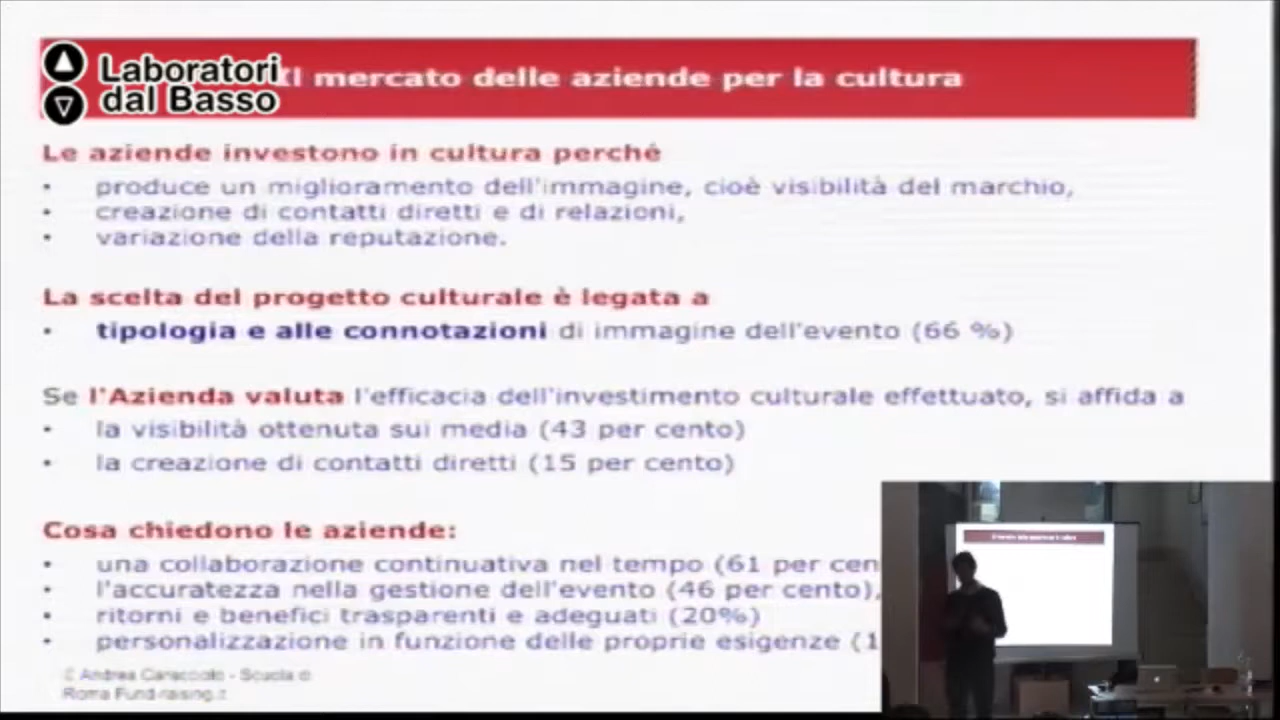 Laboratori
dal Basso
Il mercato delle aziende per la cultura
Le aziende investono in cultura perché
• produce un miglioramento dell'immagine, cioè visibilità del marchio,
• creazione di contatti diretti e di relazioni,
• variazione della reputazione.
La scelta del progetto culturale è legata a
• tipologia e alle connotazioni di immagine dell'evento (66 %)
Se l'Azienda valuta l'efficacia dell'investimento culturale effettuato, si affida a
• la visibilità ottenuta sui media (43 per cento)
• la creazione di contatti diretti (15 per cento)
Cosa chiedono le aziende:
• una collaborazione continuativa nel tempo (61 per cen
• l'accuratezza nella gestione dell'evento (46 per cento),
• ritorni e benefici trasparenti e adeguati (20%)
• personalizzazione in funzione delle proprie esigenze (1
© Andrea Caracciolo - Scuola di
Roma Fund-raising.it